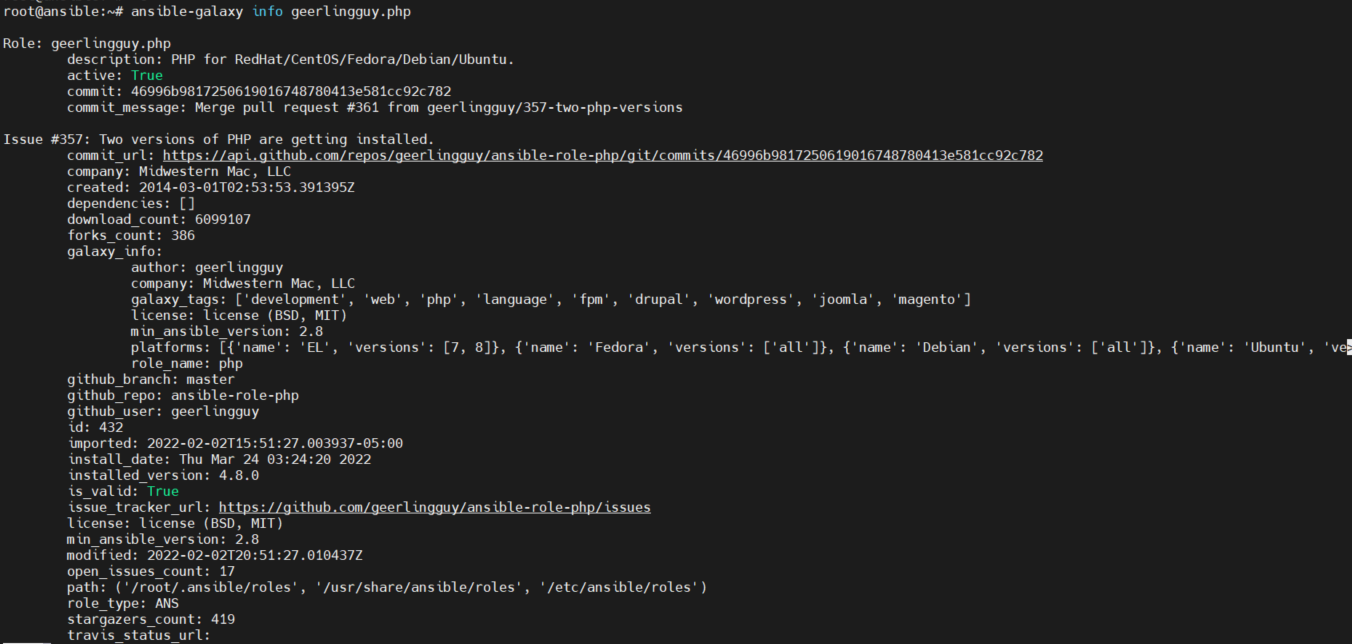 root@ansible:~# ansible-galaxy info geerlingguy.php
Role: geerlingguy.php
description: PHP for RedHat/CentOS/Fedora/Debian/Ubuntu.
active: True
commit: 46996b9817250619016748780413e581cc92c782
commit_message: Merge pull request #361 from geerlingguy/357-two-php-versions
Issue #357: Two versions of PHP are getting installed.
commit_url: https://api.github.com/repos/geerlingguy/ansible-role-php/git/commits/46996b9817250619016748780413e581cc92c782
company: Midwestern Mac, LLC
created: 2014-03-01T02:53:53.391395Z
dependencies: []
download_count: 6099107
forks_count: 386
galaxy_info:
author: geerlingguy
company: Midwestern Mac, LLC
galaxy_tags: ['development', 'web', 'php', 'language', 'fpm', 'drupal', 'wordpress', 'joomla', 'magento']
license: license (BSD, MIT)
min_ansible_version: 2.8
platforms: [{'name': 'EL', 'versions': [7, 8]}, {'name': 'Fedora', 'versions': ['all']}, {'name': 'Debian', 'versions': ['all']}, {'name': 'Ubuntu', 've>
role_name: php
github_branch: master
github_repo: ansible-role-php
github_user: geerlingguy
id: 432
imported: 2022-02-02T15:51:27.003937-05:00
install_date: Thu Mar 24 03:24:20 2022
installed_version: 4.8.0
is_valid: True
issue_tracker_url: https://github.com/geerlingguy/ansible-role-php/issues
license: license (BSD, MIT)
min_ansible_version: 2.8
modified: 2022-02-02T20:51:27.010437Z
open_issues_count: 17
path: ('/root/.ansible/roles', '/usr/share/ansible/roles', '/etc/ansible/roles')
role_type: ANS
stargazers_count: 419
travis_status_url: